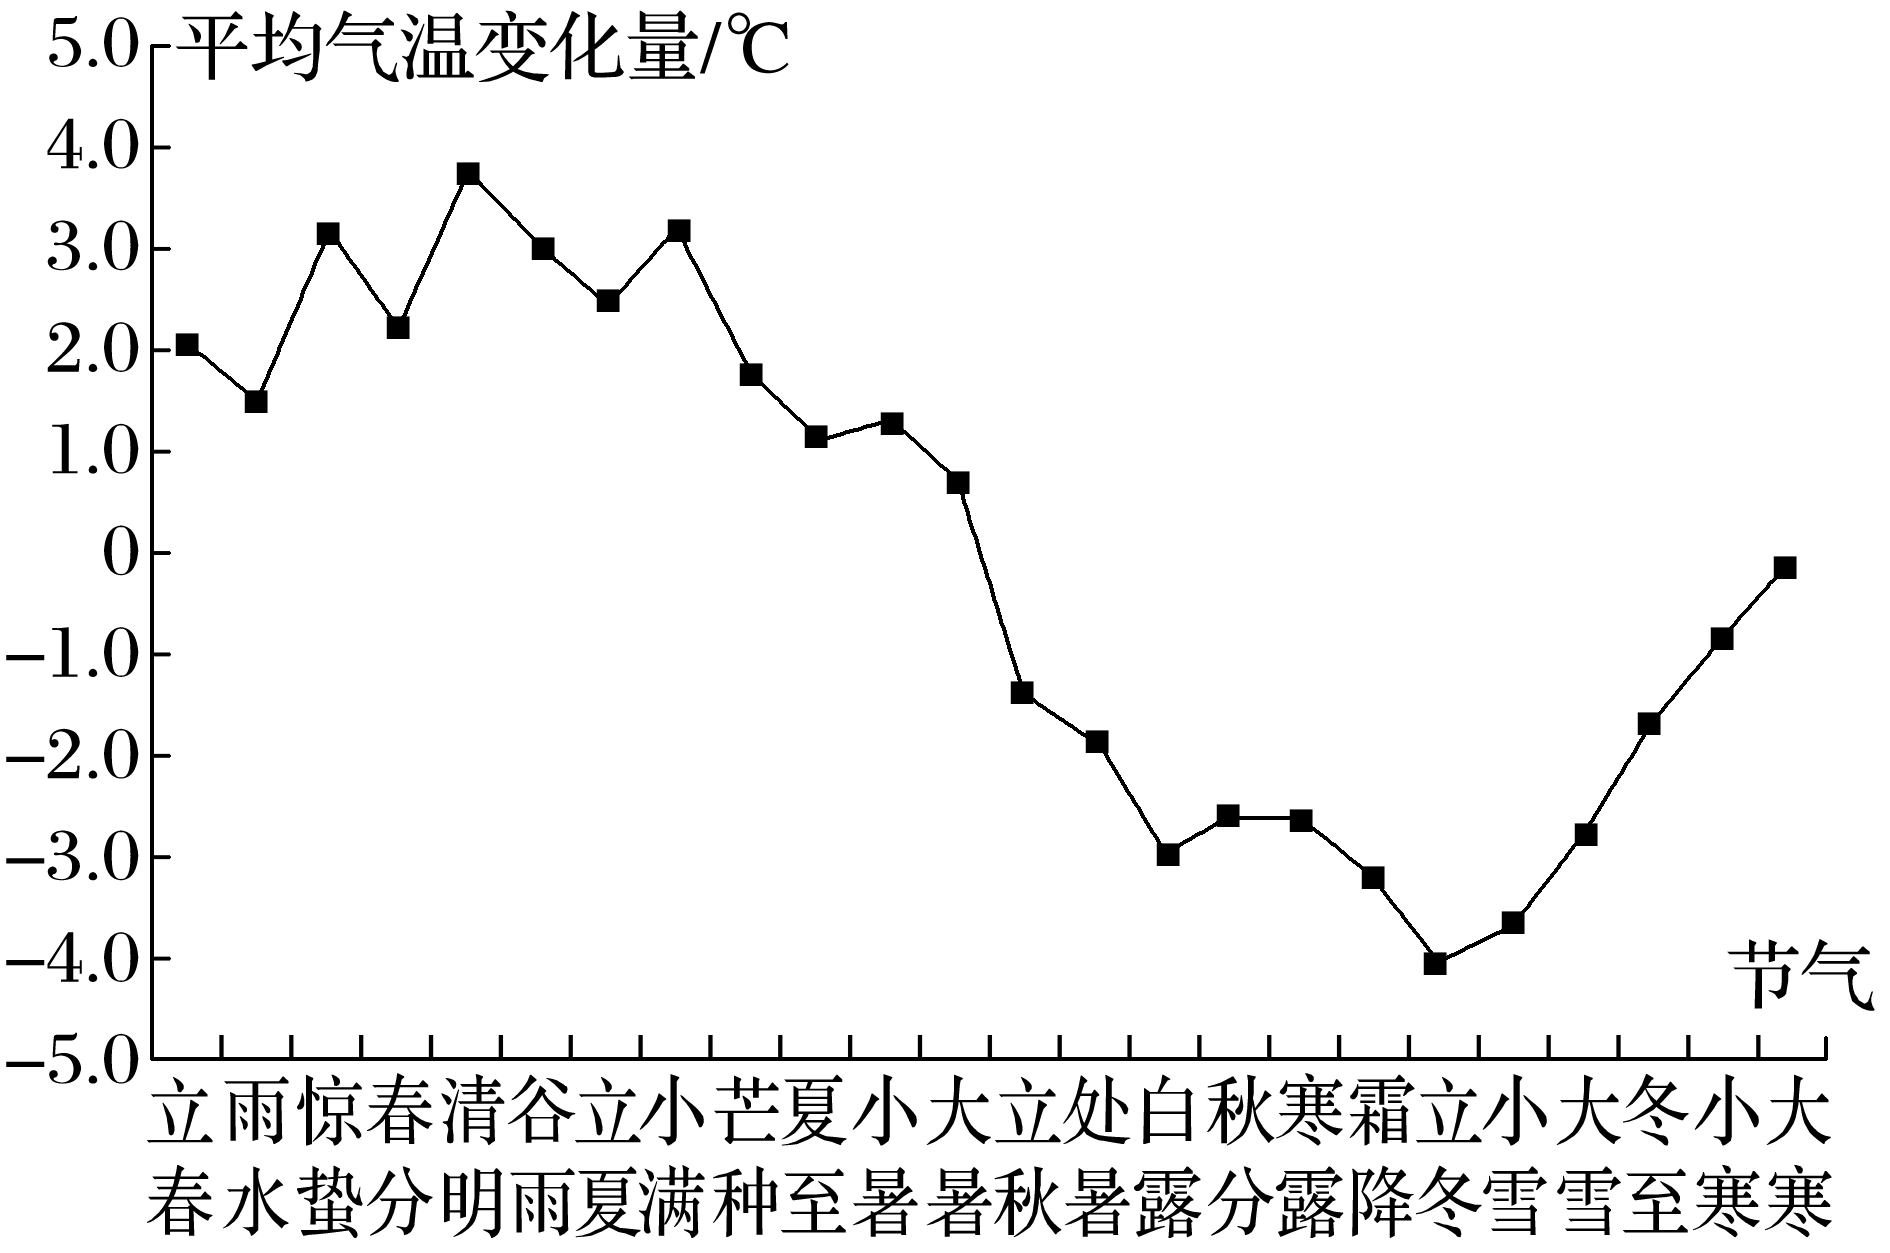 平均气温变化量/℃
5.0
4.0
3.0
2.0
1.0
0
−1.0
−2.0
−3.0
−4.0
−5.0
节气
立春
雨水
惊蛰
春分
清明
谷雨
立夏
小满
芒种
夏至
小暑
大暑
立秋
处暑
白露
秋分
寒露
霜降
立冬
小雪
大雪
冬至
小寒
大寒